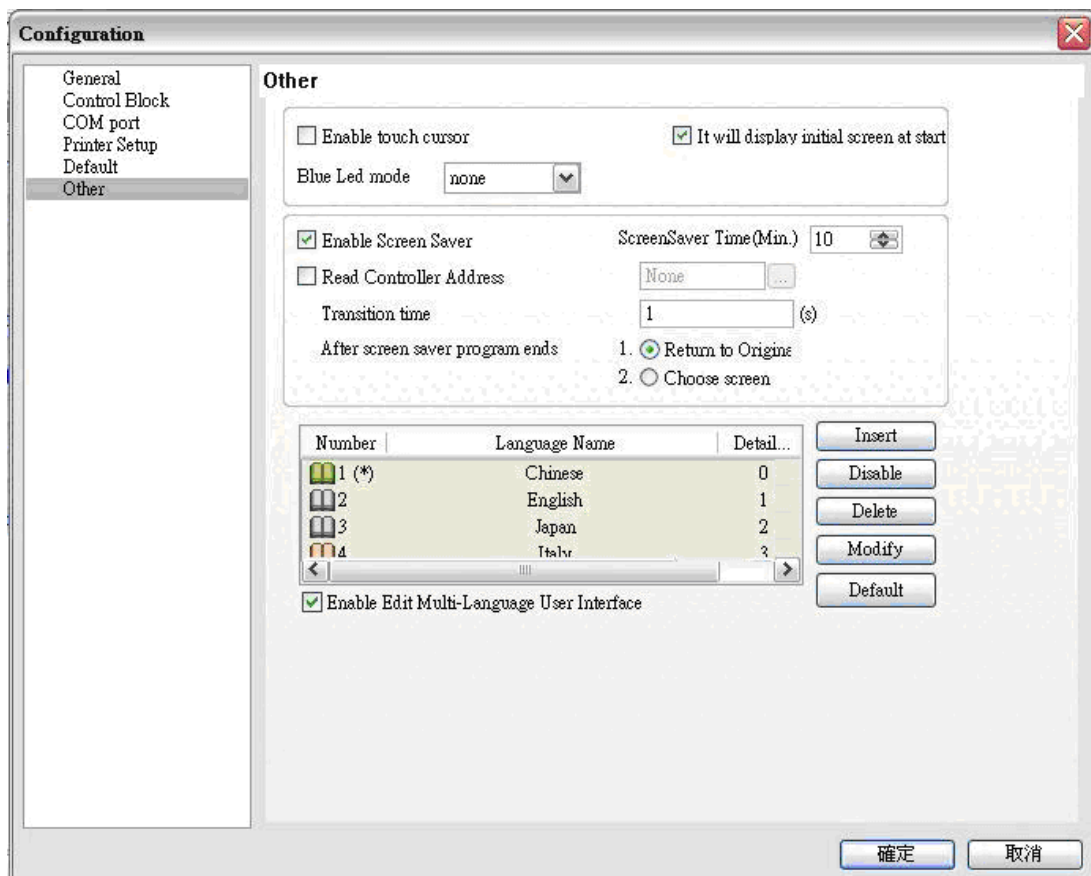 Configuration
General
Control Block
COM port
Printer Setup
Default
Other
Other
Enable touch cursor
It will display initial screen at start
Blue Led mode none
Enable Screen Saver
ScreenSaver Time(Min.) 10
Read Controller Address None ...
Transition time 1 (s)
After screen saver program ends 1. Return to Origina
2. Choose screen
Number Language Name Detail...
1 (*) Chinese 0
2 English 1
3 Japan 2
4 Italy 3
Insert
Disable
Delete
Modify
Default
Enable Edit Multi-Language User Interface
確定 取消